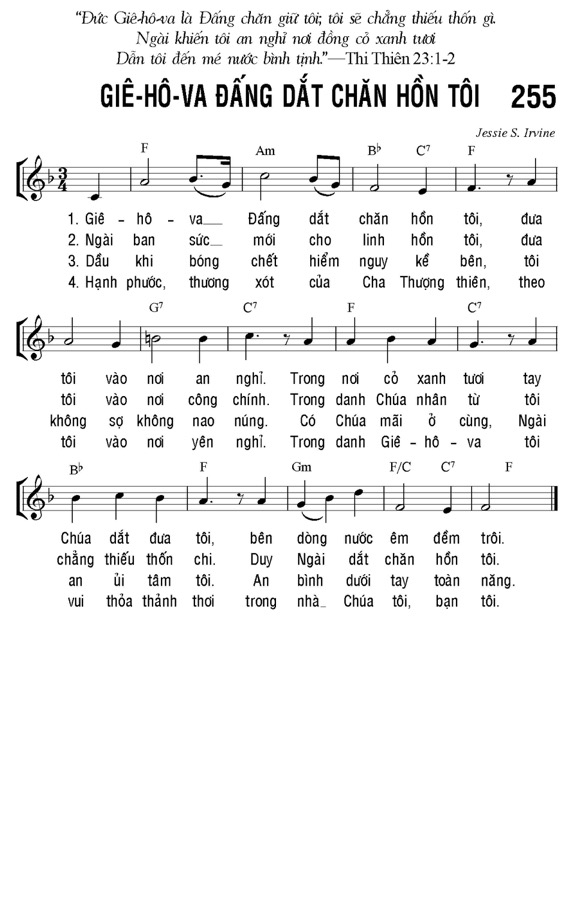 “Đức Giê-hô-va là Đấng chăn giữ tôi; tôi sẽ chẳng thiếu thốn gì.
Ngài khiến tôi an nghỉ nơi đồng cỏ xanh tươi
Dẫn tôi đến mé nước bình tịnh.”—Thi Thiên 23:1-2
GIÊ-HÔ-VA ĐẤNG DẮT CHĂN HỒN TÔI 255
Jessie S. Irvine
F Am B♭ C7 F
3
4
1. Giê - hô - va__ Đấng dắt chăn hồn tôi, đưa
2. Ngài ban sức__ mới cho linh hồn tôi, đưa
3. Dầu khi bóng chết hiểm nguy kể bên, tôi
4. Hạnh phước, thương xót của Cha Thượng thiên, theo
G7 C7 F C7
tôi vào nơi an nghỉ. Trong nơi cỏ xanh tươi tay
tôi vào nơi công chính. Trong danh Chúa nhân từ tôi
không sợ không nao núng. Có Chúa mãi ở cùng, Ngài
tôi vào nơi yên nghỉ. Trong danh Giê - hô - va tôi
B♭ F Gm F/C C7 F
Chúa dắt đưa tôi, bên dòng nước êm đềm trôi.
chẳng thiếu thốn chi. Duy Ngài dắt chăn hồn tôi.
an ủi tâm tôi. An bình dưới tay toàn năng.
vui thỏa thảnh thơi trong nhà__ Chúa tôi, bạn tôi.